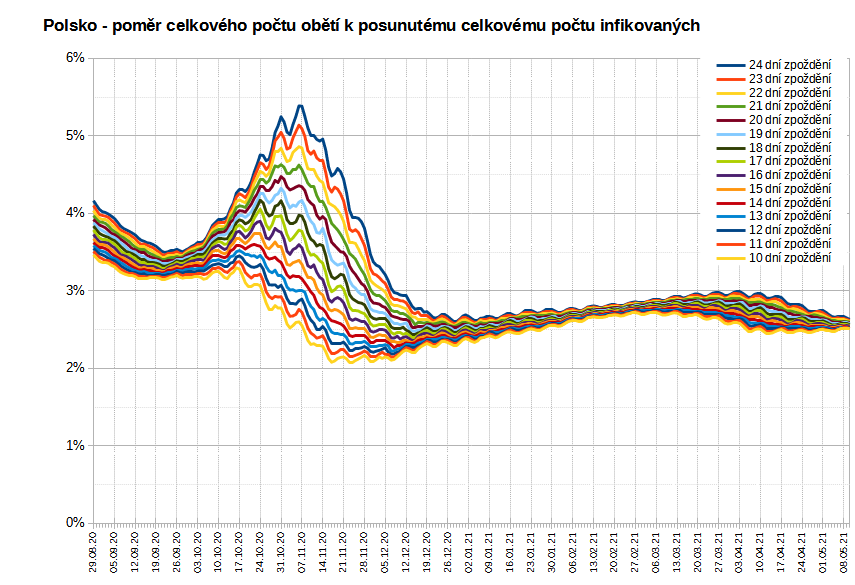 Polsko - poměr celkového počtu obětí k posunutému celkovému počtu infikovaných
6%
5%
4%
3%
2%
1%
0%
24 dní zpoždění
23 dní zpoždění
22 dní zpoždění
21 dní zpoždění
20 dní zpoždění
19 dní zpoždění
18 dní zpoždění
17 dní zpoždění
16 dní zpoždění
15 dní zpoždění
14 dní zpoždění
13 dní zpoždění
12 dní zpoždění
11 dní zpoždění
10 dní zpoždění
29.08.20
05.09.20
12.09.20
19.09.20
26.09.20
03.10.20
10.10.20
17.10.20
24.10.20
31.10.20
07.11.20
14.11.20
21.11.20
28.11.20
05.12.20
12.12.20
19.12.20
26.12.20
02.01.21
09.01.21
16.01.21
23.01.21
30.01.21
06.02.21
13.02.21
20.02.21
27.02.21
06.03.21
13.03.21
20.03.21
27.03.21
03.04.21
10.04.21
17.04.21
24.04.21
01.05.21
08.05.21